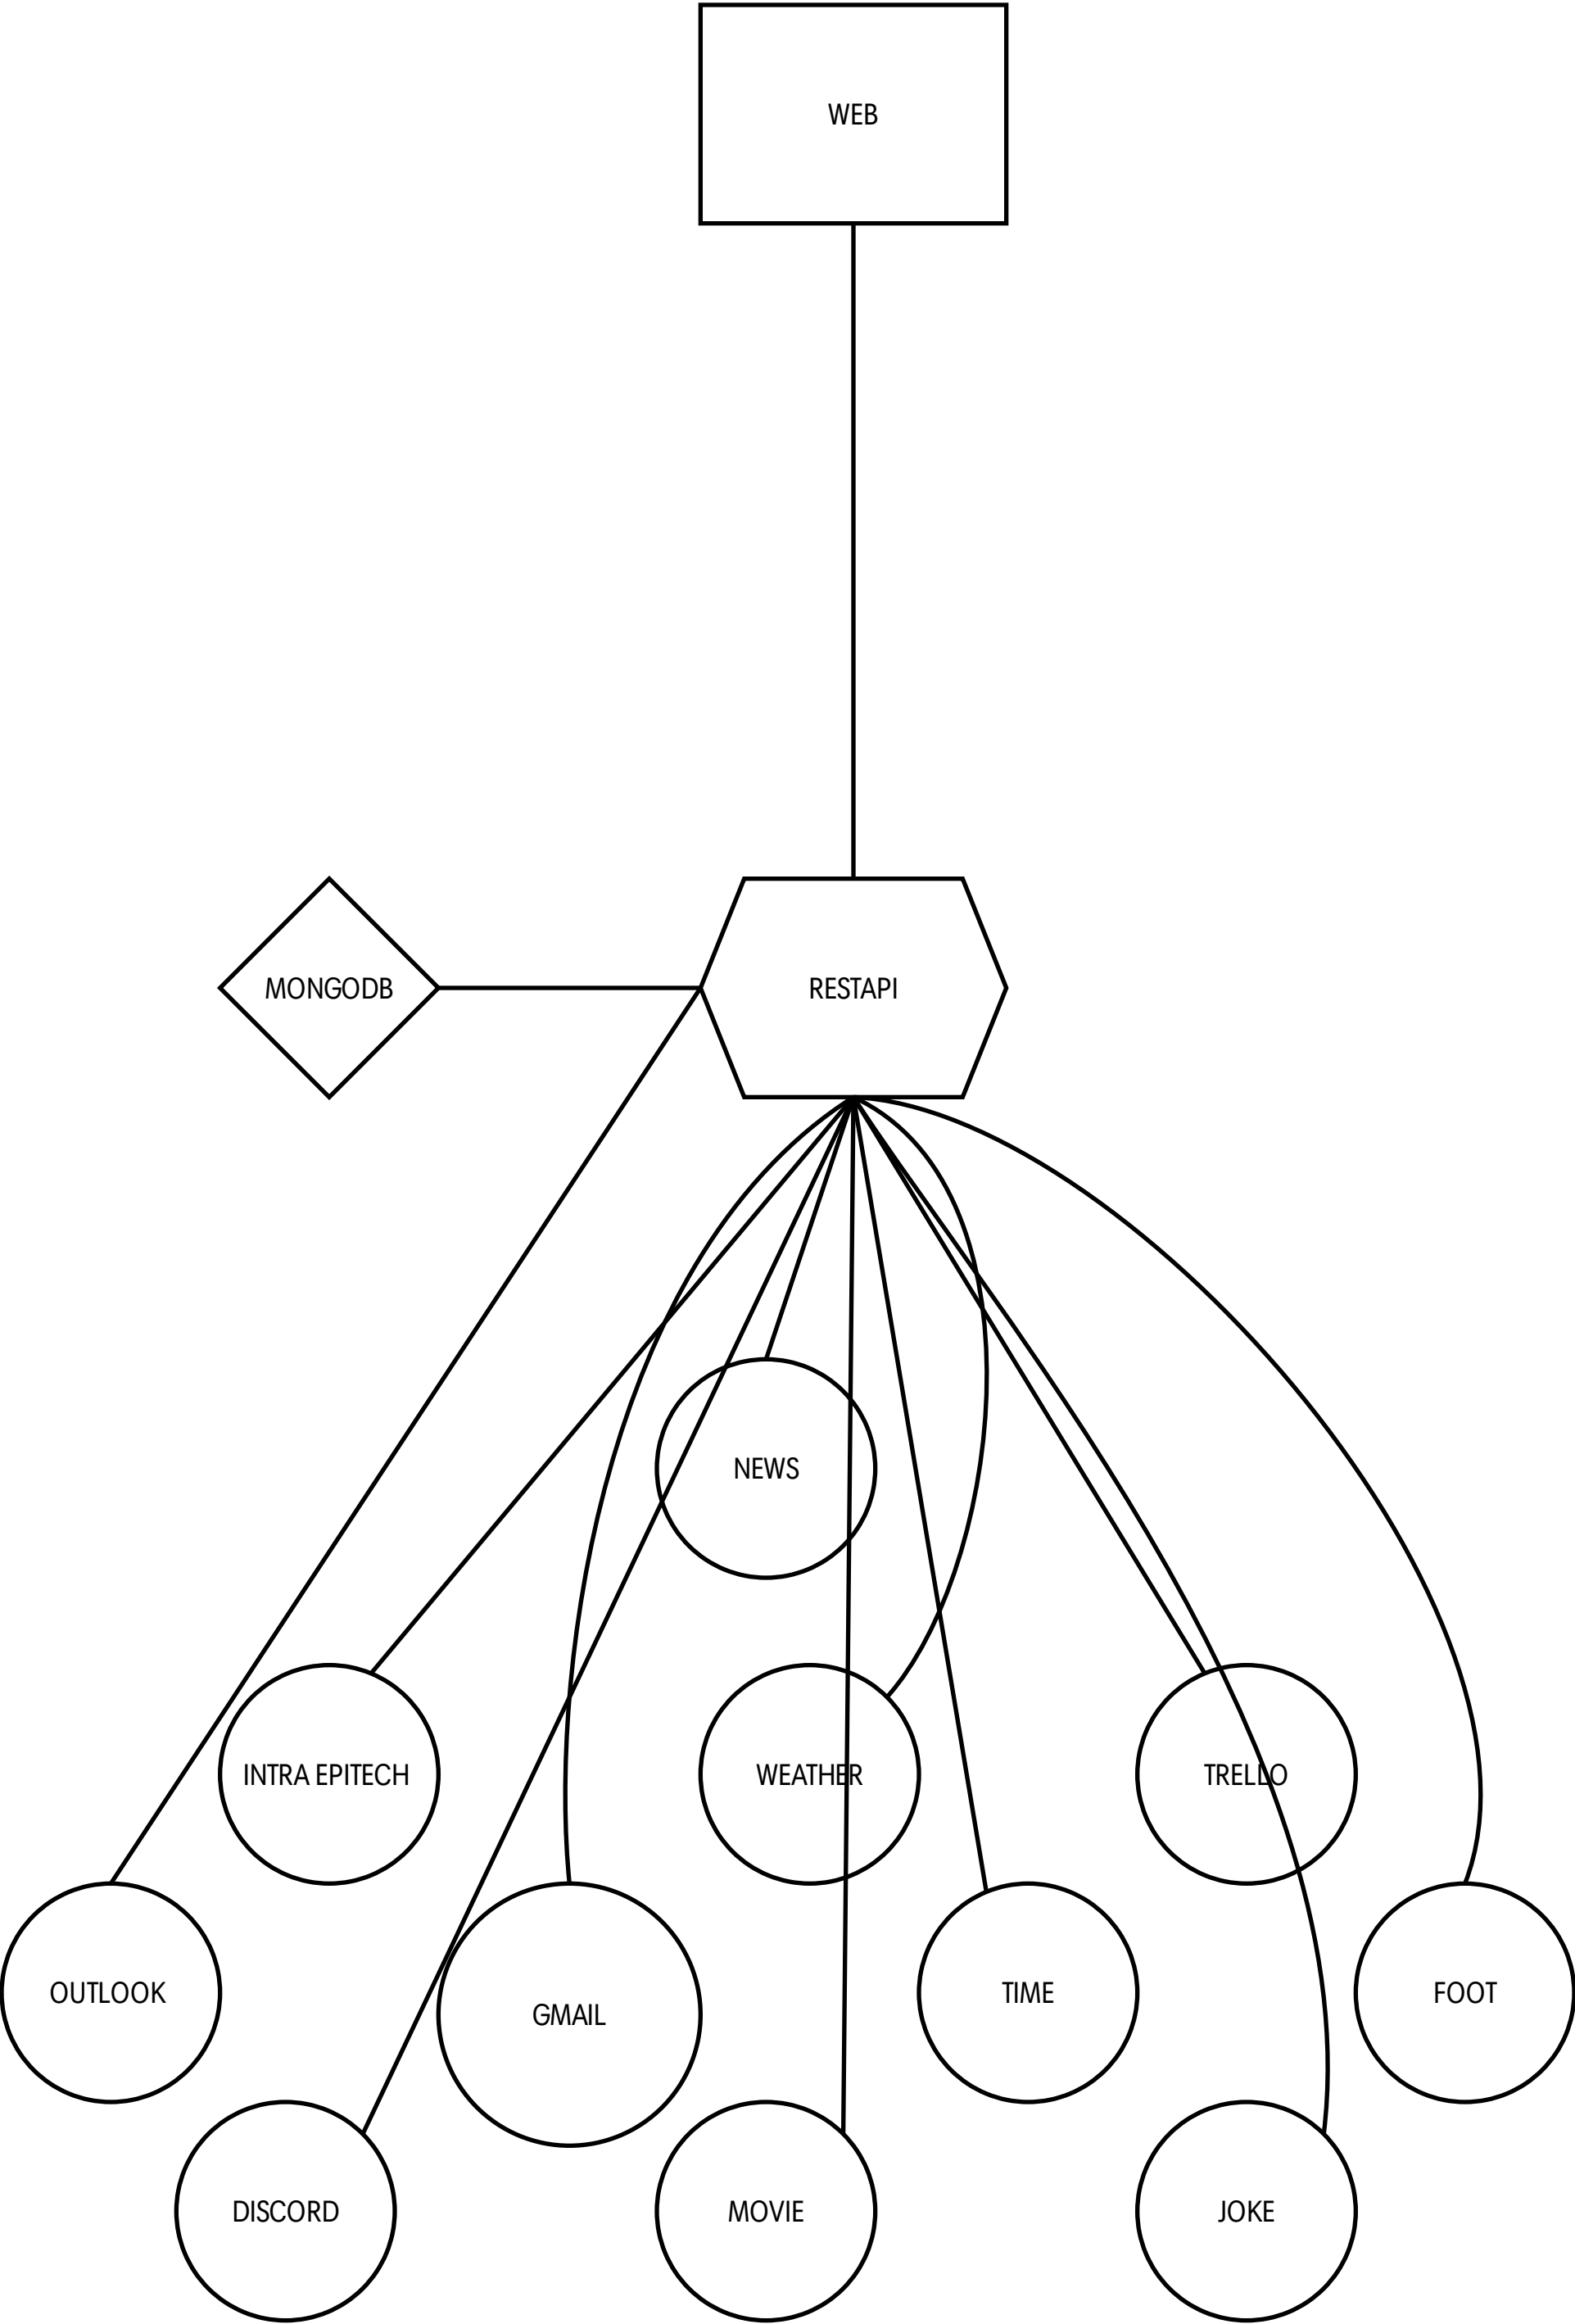 WEB
MONGODB
RESTAPI
NEWS
INTRA EPITECH
WEATHER
TRELLO
OUTLOOK
GMAIL
TIME
FOOT
DISCORD
MOVIE
JOKE